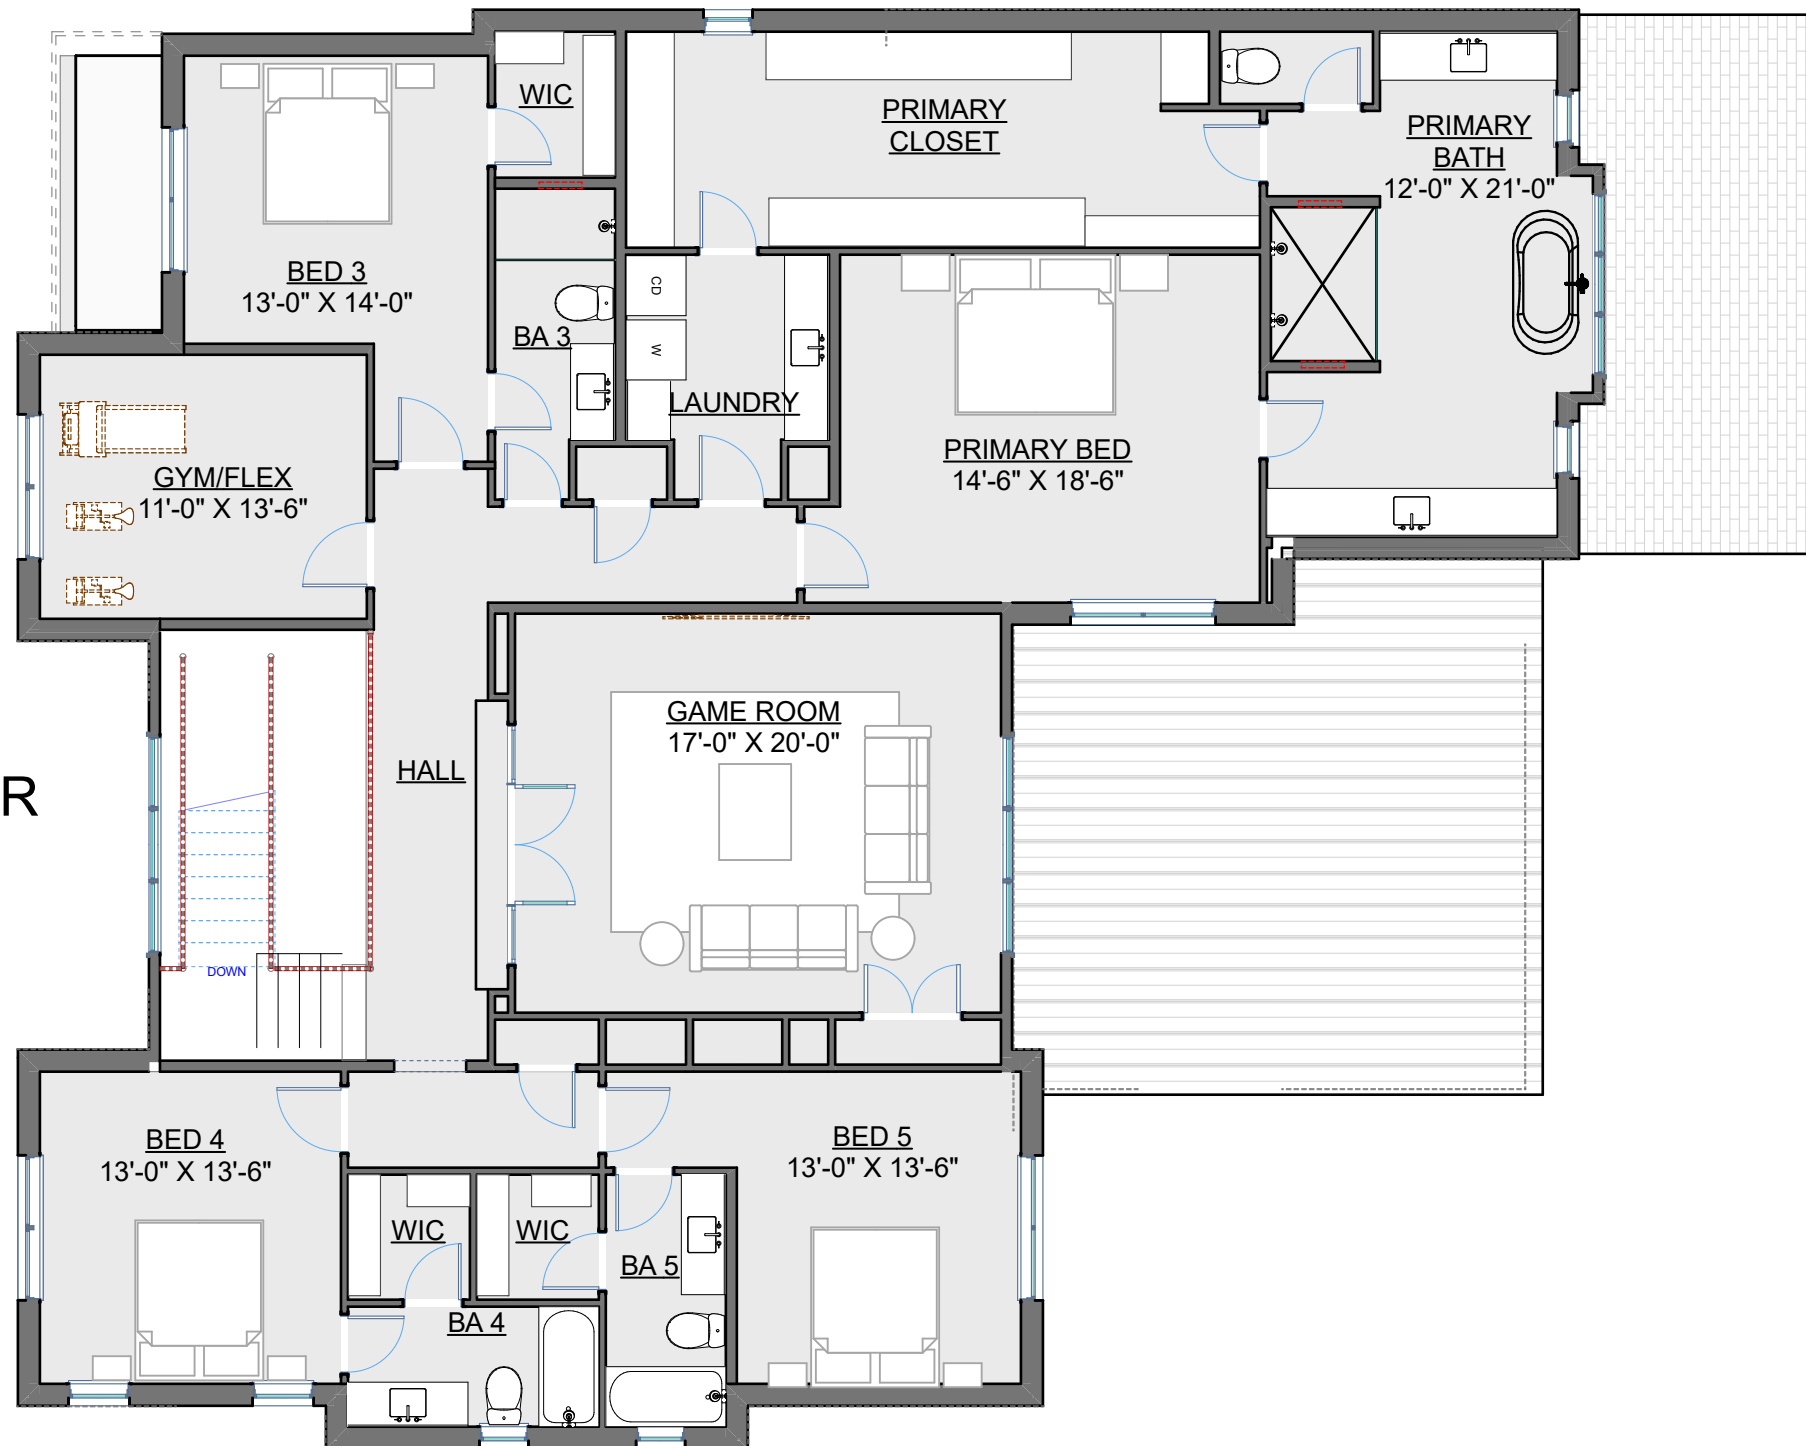 WIC
PRIMARY
CLOSET
PRIMARY
BATH
12'-0" X 21'-0"
BED 3
13'-0" X 14'-0"
CD
BA 3
W
LAUNDRY
PRIMARY BED
14'-6" X 18'-6"
GYM/FLEX
11'-0" X 13'-6"
GAME ROOM
17'-0" X 20'-0"
HALL
R
DOWN
BED 4
13'-0" X 13'-6"
BED 5
13'-0" X 13'-6"
WIC
WIC
BA 5
BA 4